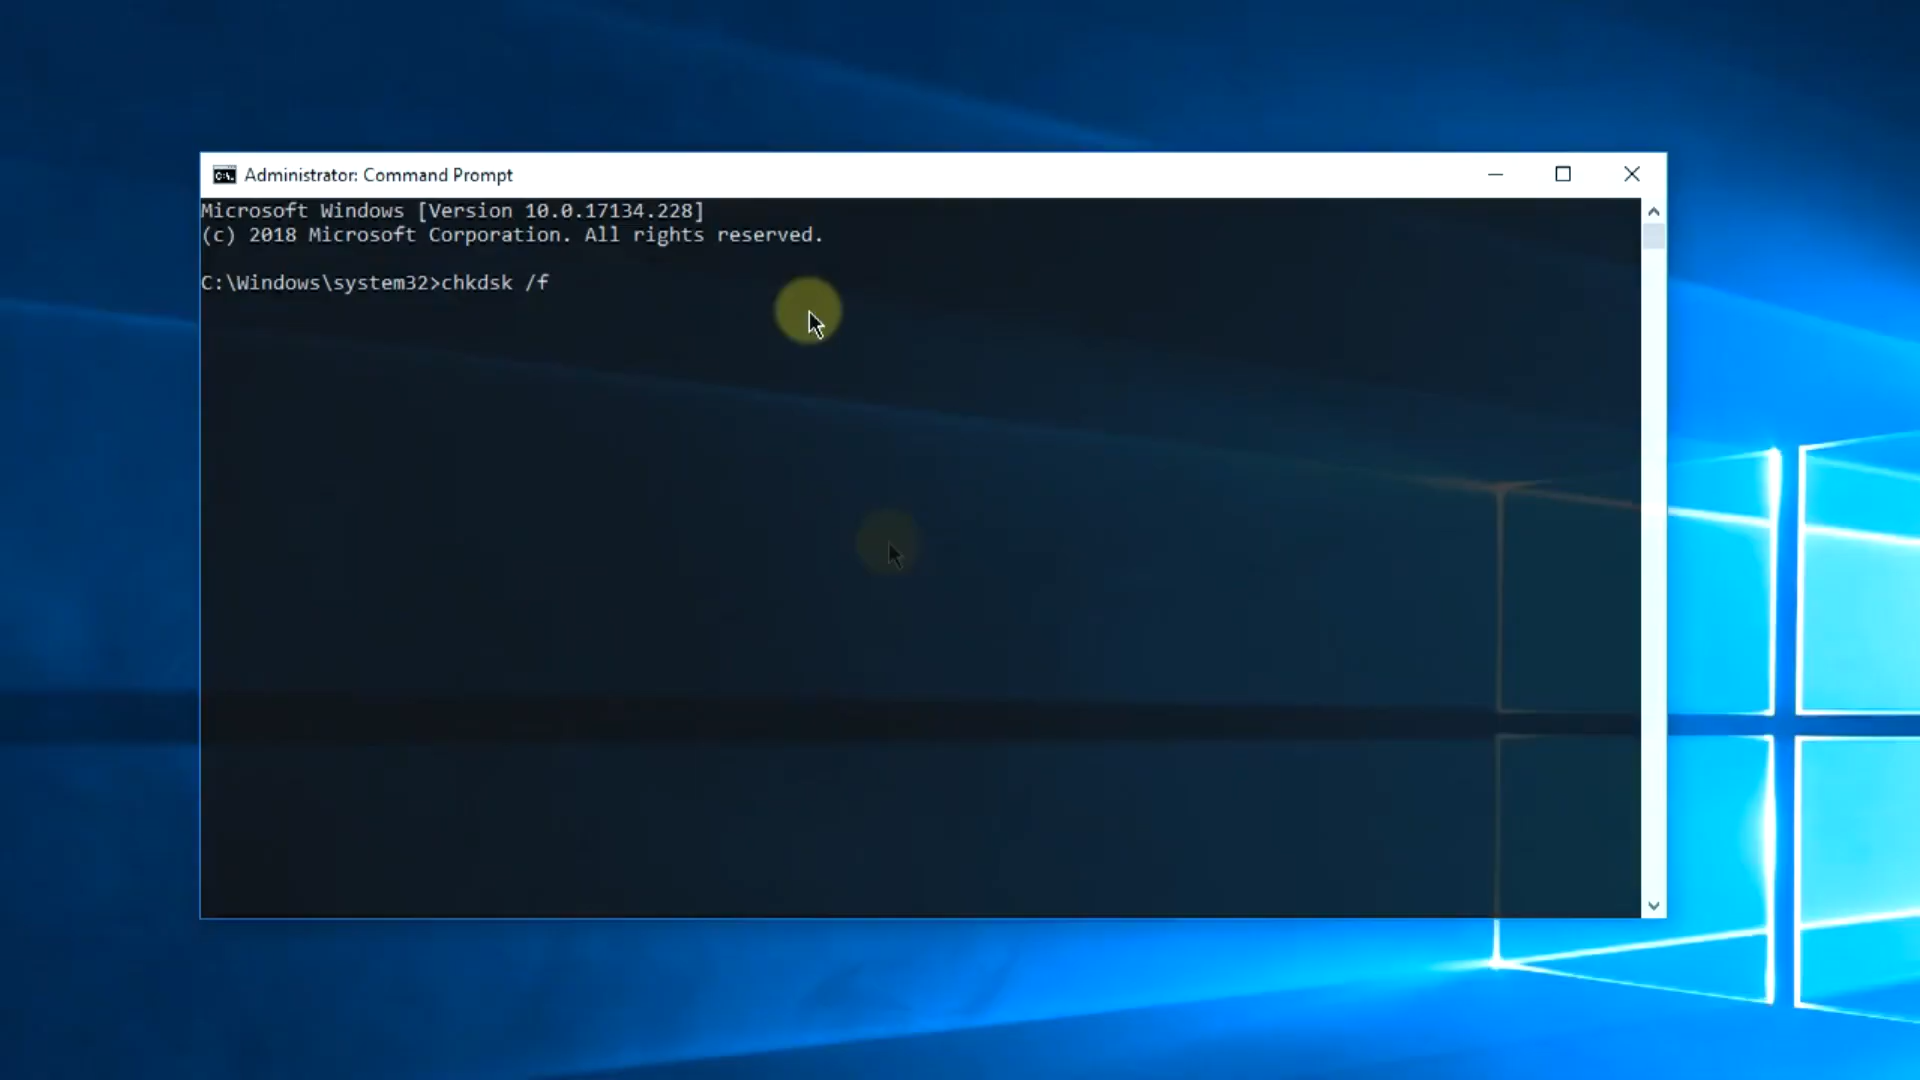 Administrator: Command Prompt
Microsoft Windows [Version 10.0.17134.228]
(c) 2018 Microsoft Corporation. All rights reserved.
C:\Windows\system32>chkdsk /f